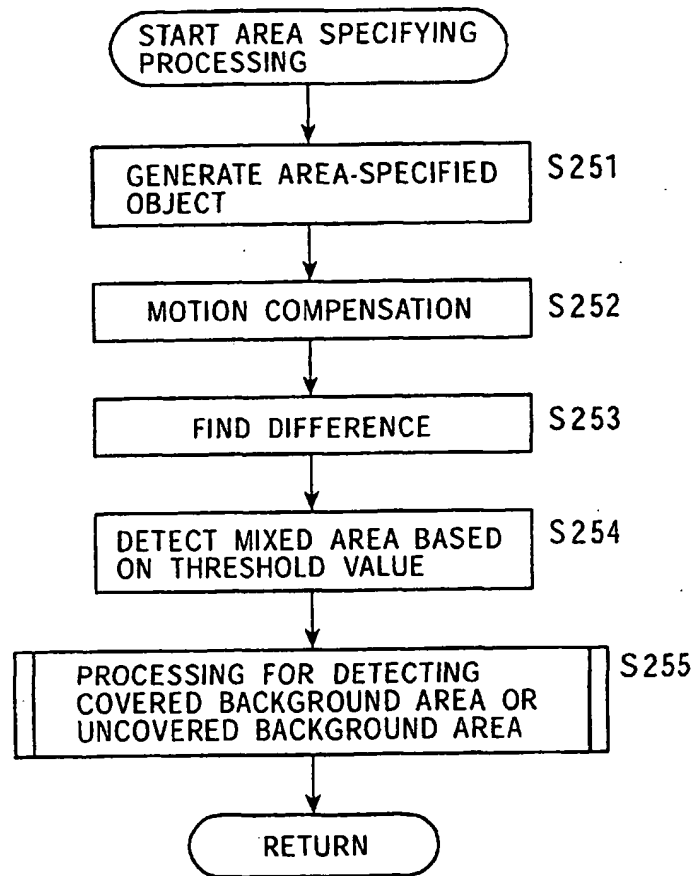 START AREA SPECIFYING
PROCESSING
GENERATE AREA-SPECIFIED
OBJECT
S251
MOTION COMPENSATION
S252
FIND DIFFERENCE
S253
DETECT MIXED AREA BASED
ON THRESHOLD VALUE
S254
PROCESSING FOR DETECTING
COVERED BACKGROUND AREA OR
UNCOVERED BACKGROUND AREA
S255
RETURN